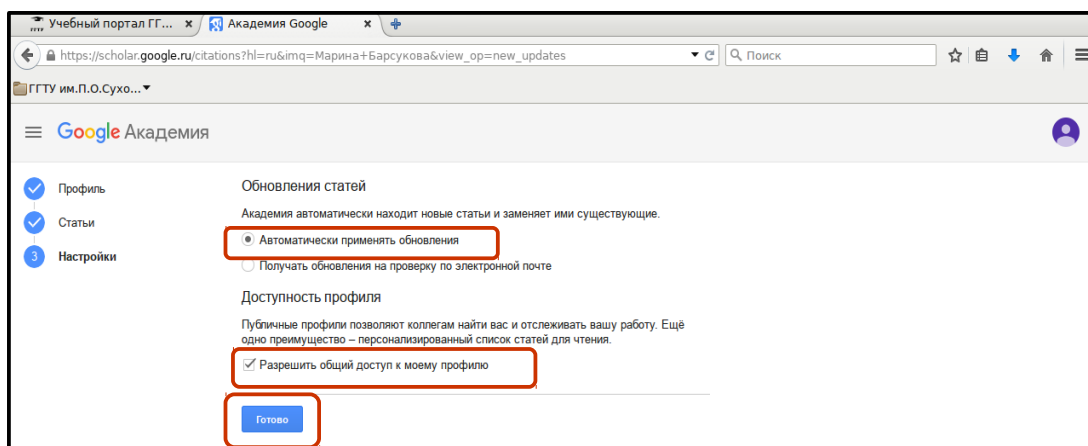 Учебный портал ГГ... Академия Google
https://scholar.google.ru/citations?hl=ru&imq=Марина+Барсукова&view_op=new_updates Поиск
ГГТУ им.П.О.Сухо...
Google Академия
Профиль
Статьи
3 Настройки
Обновления статей
Академия автоматически находит новые статьи и заменяет ими существующие.
Автоматически применять обновления
Получать обновления на проверку по электронной почте
Доступность профиля
Публичные профили позволяют коллегам найти вас и отслеживать вашу работу. Ещё
одно преимущество – персонализированный список статей для чтения.
Разрешить общий доступ к моему профилю
Готово